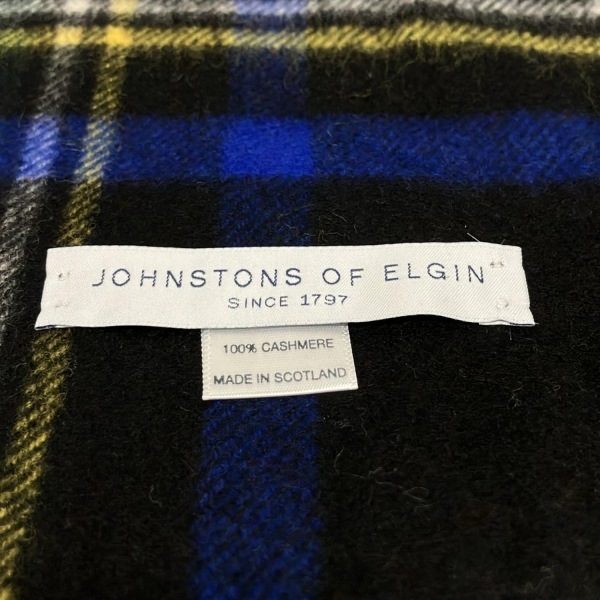 JOHNSTONS OF ELGIN
SINCE 1797
100% CASHMERE
MADE IN SCOTLAND